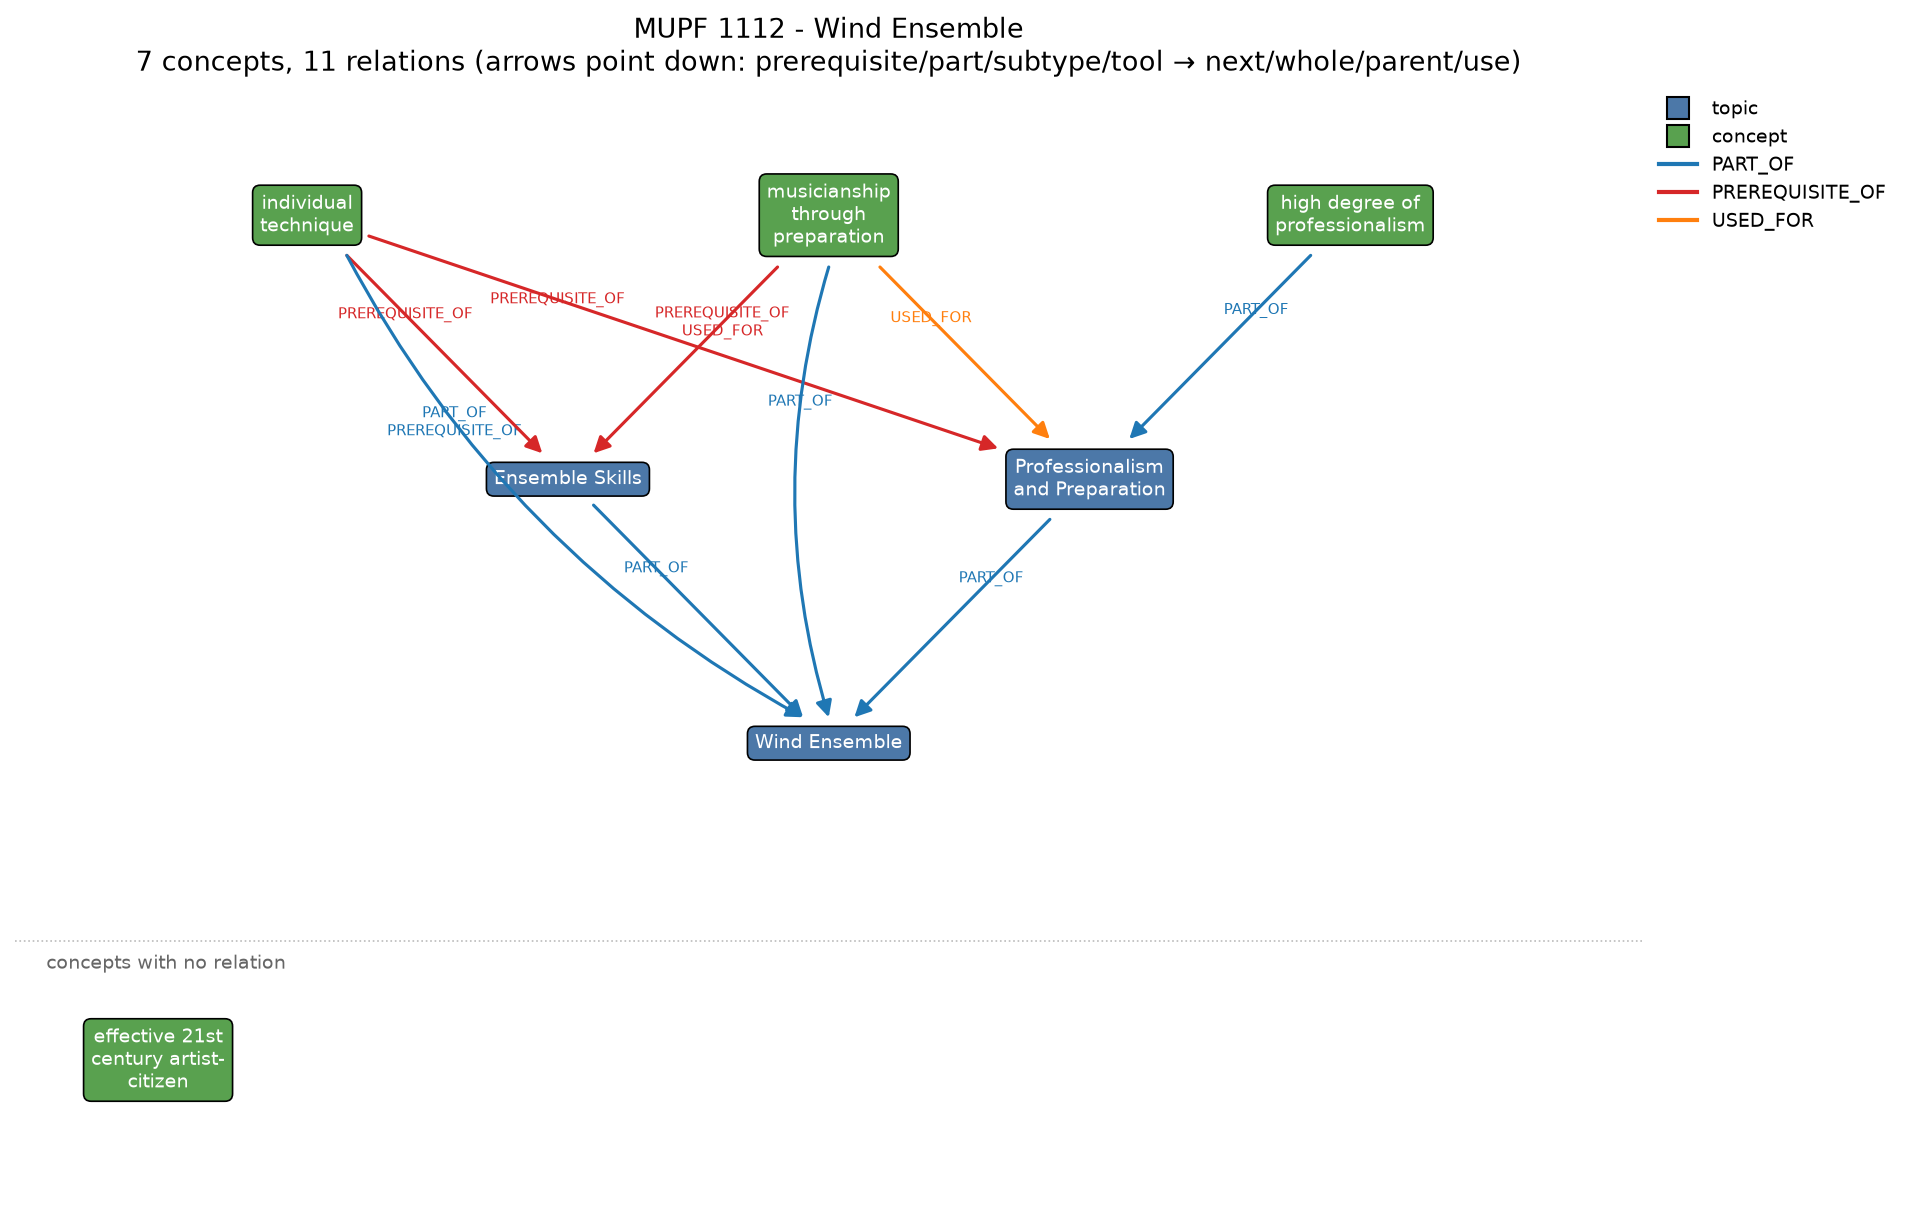 MUPF 1112 - Wind Ensemble
7 concepts, 11 relations (arrows point down: prerequisite/part/subtype/tool → next/whole/parent/use)
topic
concept
PART_OF
PREREQUISITE_OF
USED_FOR
individual
technique
musicianship
through
preparation
high degree of
professionalism
PREREQUISITE_OF
PREREQUISITE_OF
PREREQUISITE_OF
USED_FOR
USED_FOR
PART_OF
PART_OF
PREREQUISITE_OF
PART_OF
Ensemble Skills
Professionalism
and Preparation
PART_OF
PART_OF
Wind Ensemble
concepts with no relation
effective 21st
century artist-
citizen